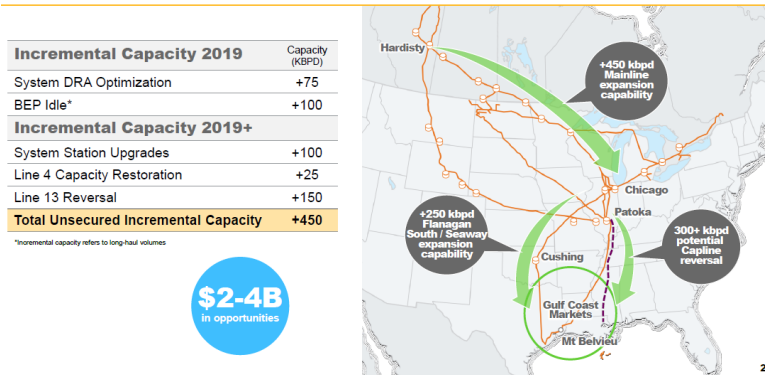 Incremental Capacity 2019 Capacity (KBPD)
System DRA Optimization +75
BEP Idle* +100
Incremental Capacity 2019+
System Station Upgrades +100
Line 4 Capacity Restoration +25
Line 13 Reversal +150
Total Unsecured Incremental Capacity +450
*Incremental capacity refers to long-haul volumes
$2-4B
in opportunities
Hardisty
+450 kbpd
Mainline
expansion
capability
Chicago
Patoka
+250 kbpd
Flanagan
South / Seaway
expansion
capability
300+ kbpd
potential
Capline
reversal
Cushing
Gulf Coast
Markets
Mt Belvieu
2